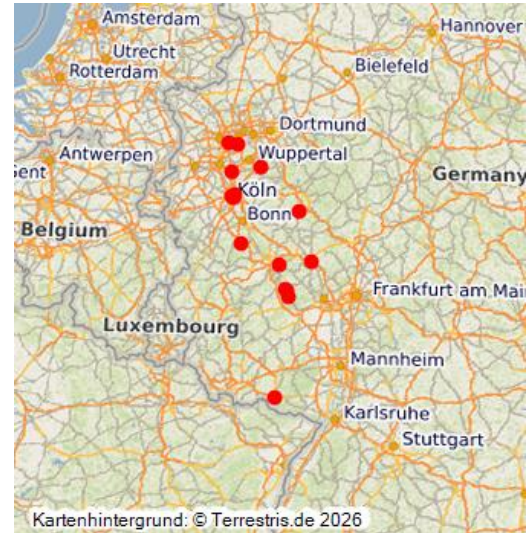 Amsterdam
Hannover
Utrecht
Bielefeld
Rotterdam
Dortmund
Antwerpen
Wuppertal
Gent
Köln
Germany
Bonn
Belgium
Frankfurt am Main
Luxembourg
Mannheim
Karlsruhe
Stuttgart
Kartenhintergrund: © Terrestris.de 2026